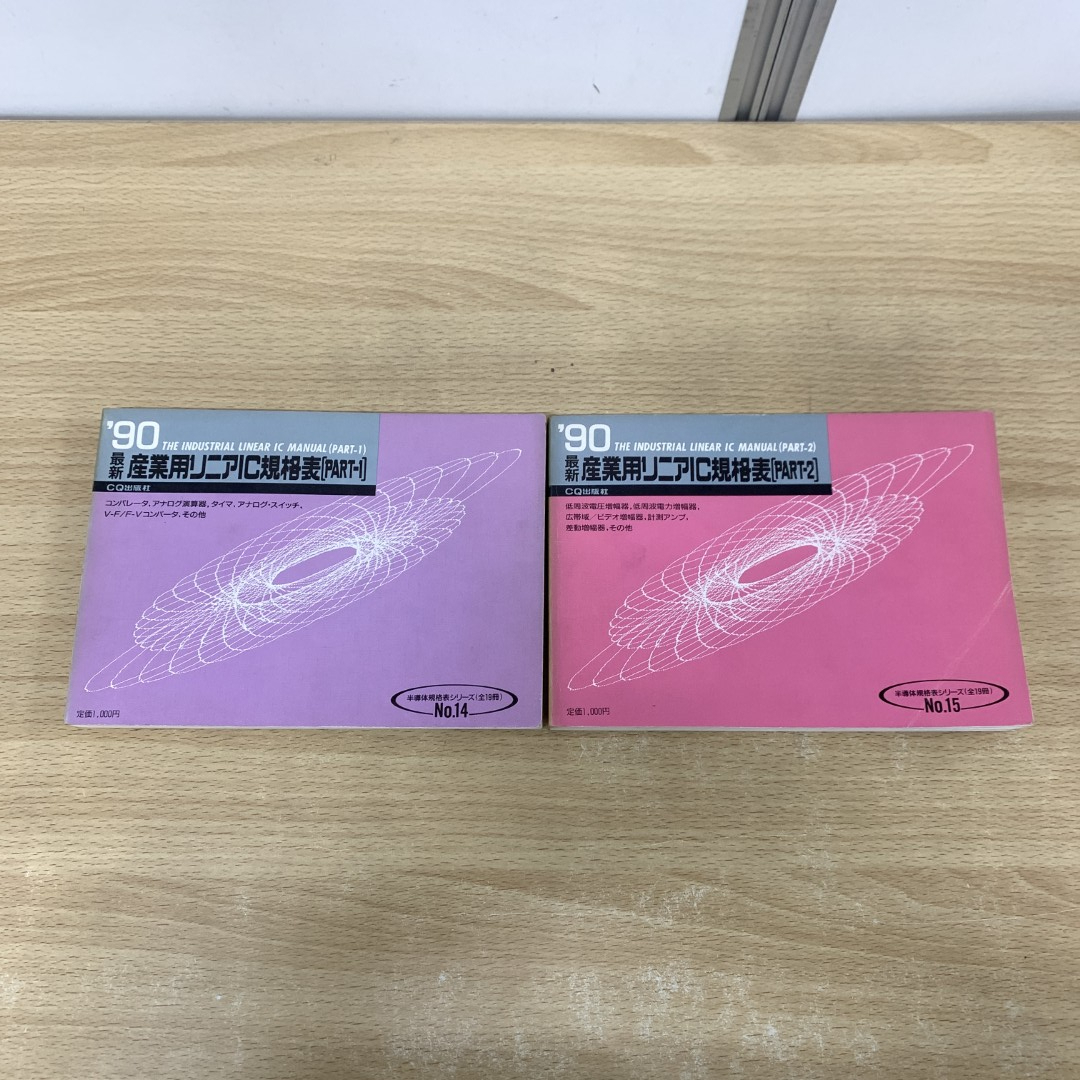 '90
THE INDUSTRIAL LINEAR IC MANUAL (PART-1)
最新 産業用リニアIC規格表[PART-1]
CQ出版社
コンパレータ, アナログ演算器, タイマ, アナログ・スイッチ,
V-F/F-Vコンバータ, その他
半導体規格表シリーズ(全19冊)
No.14
定価1,000円
'90
THE INDUSTRIAL LINEAR IC MANUAL (PART-2)
最新 産業用リニアIC規格表[PART-2]
CQ出版社
低周波電圧増幅器, 低周波電力増幅器,
広帯域/ビデオ増幅器, 計測アンプ,
差動増幅器, その他
半導体規格表シリーズ(全19冊)
No.15
定価1,000円